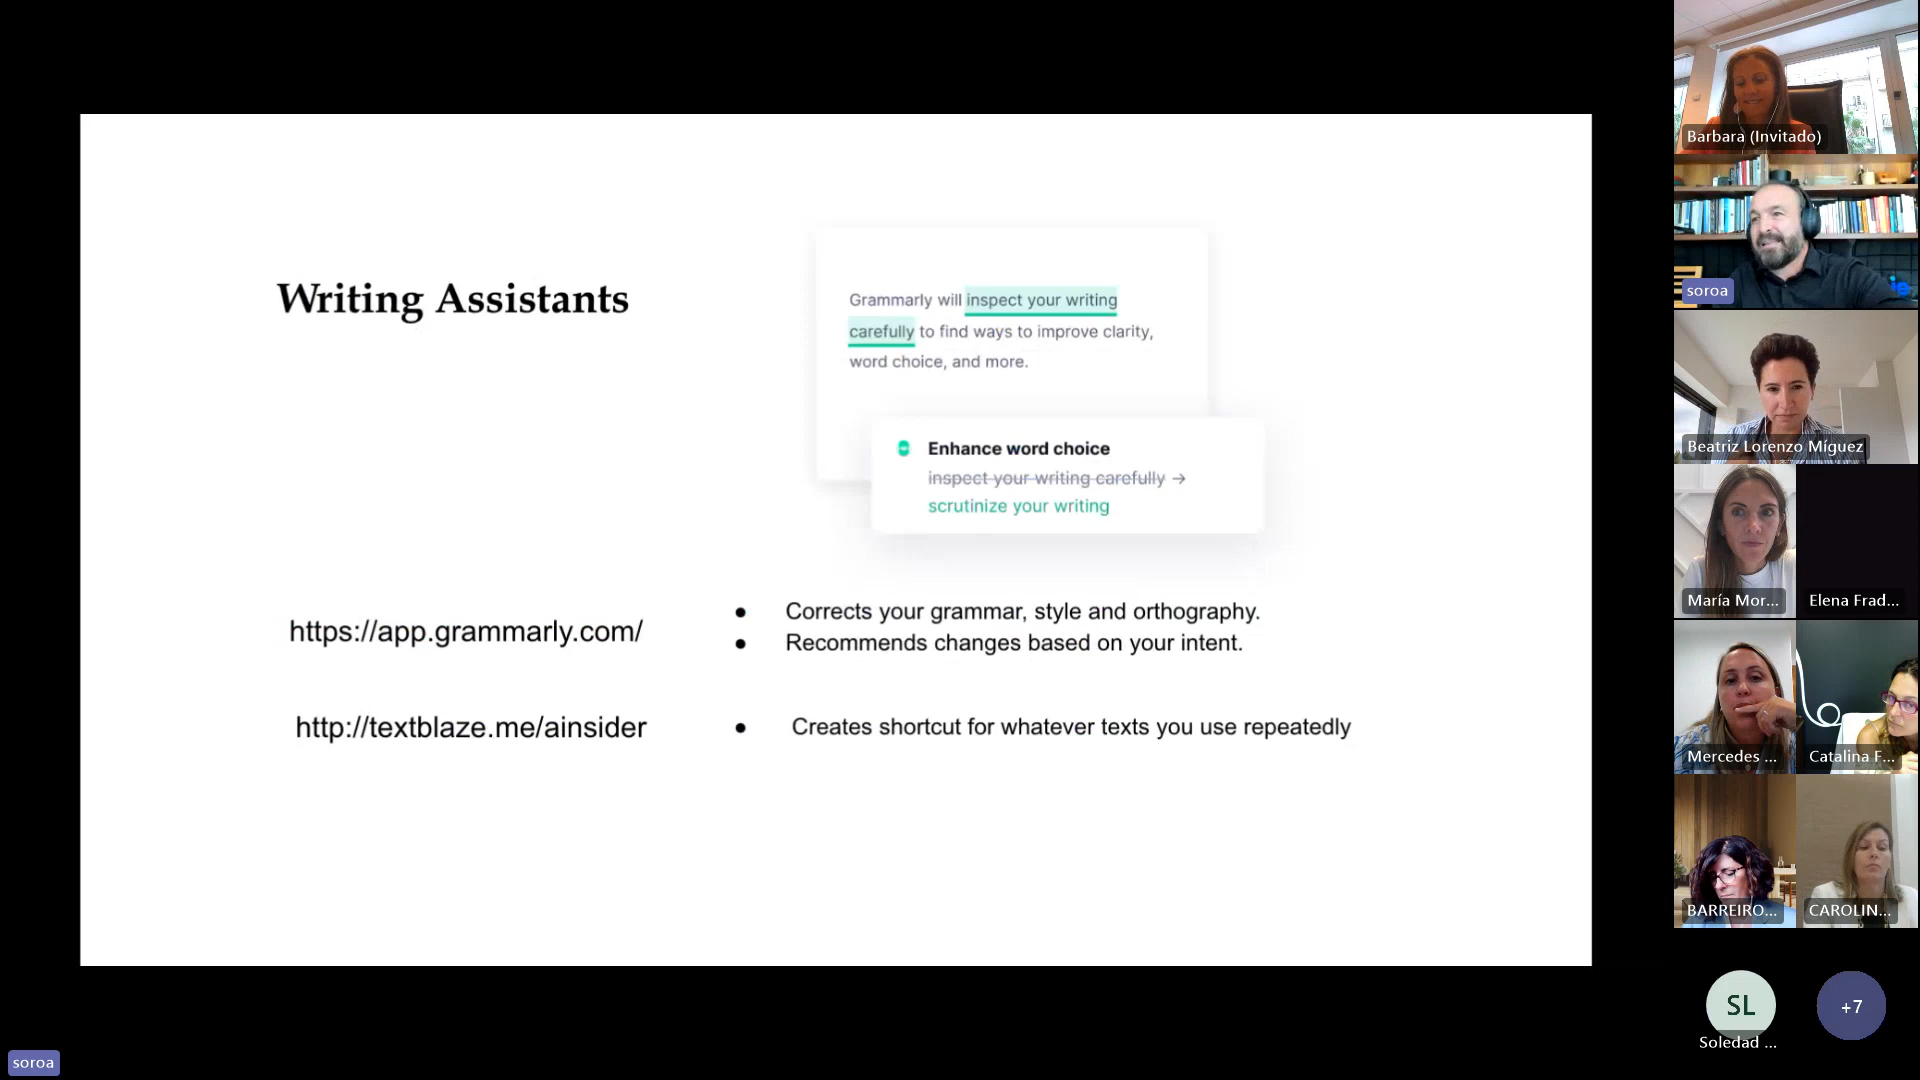 Writing Assistants
Grammarly will inspect your writing
carefully to find ways to improve clarity,
word choice, and more.
Enhance word choice
inspect your writing carefully →
scrutinize your writing
https://app.grammarly.com/
● Corrects your grammar, style and orthography.
● Recommends changes based on your intent.
http://textblaze.me/ainsider
● Creates shortcut for whatever texts you use repeatedly
Barbara (Invitado)
soroa
Beatriz Lorenzo Míguez
María Mor...
Elena Frad...
Mercedes ...
Catalina F...
BARREIRO...
CAROLIN...
SL
Soledad ...
+7
soroa